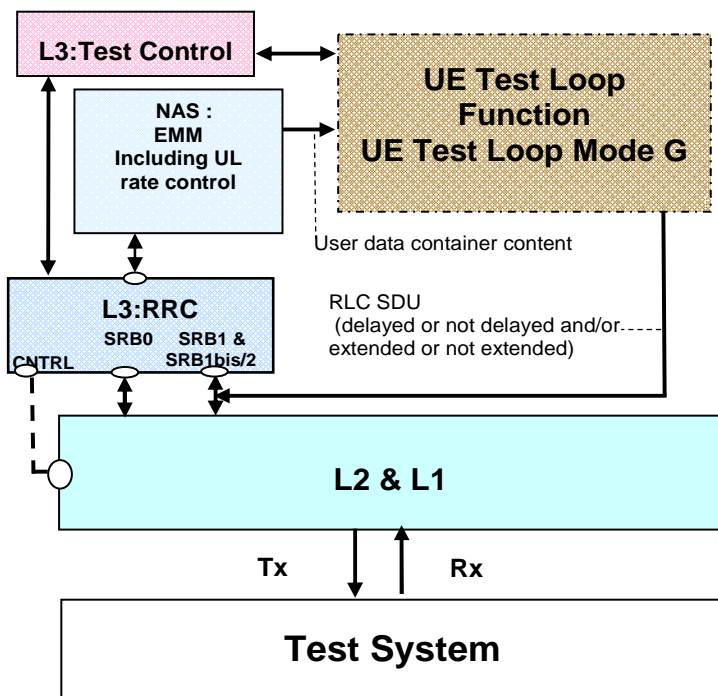 L3:Test Control
UE Test Loop
Function
UE Test Loop Mode G
NAS :
EMM
Including UL
rate control
User data container content
RLC SDU
(delayed or not delayed and/or
extended or not extended)
L3:RRC
SRB0
SRB1 &
SRB1bis/2
CNTRL
L2 & L1
Tx
Rx
Test System